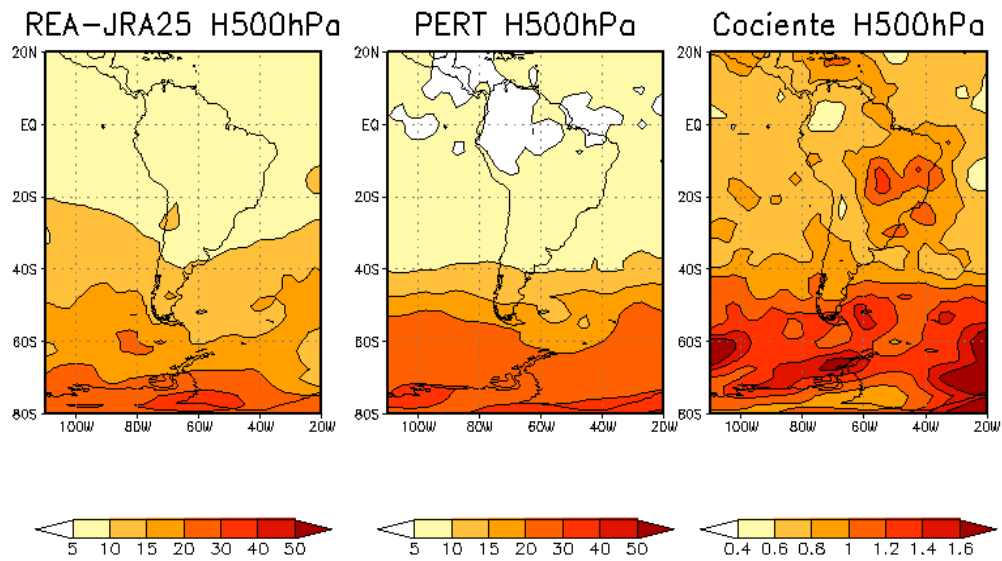 REA-JRA25 H500hPa
PERT H500hPa
Cociente H500hPa
20N
EQ
20S
40S
60S
80S
100W 80W 60W 40W 20W
20N
EQ
20S
40S
60S
80S
100W 80W 60W 40W 20W
20N
EQ
20S
40S
60S
80S
100W 80W 60W 40W 20W
5 10 15 20 30 40 50
5 10 15 20 30 40 50
0.4 0.6 0.8 1 1.2 1.4 1.6